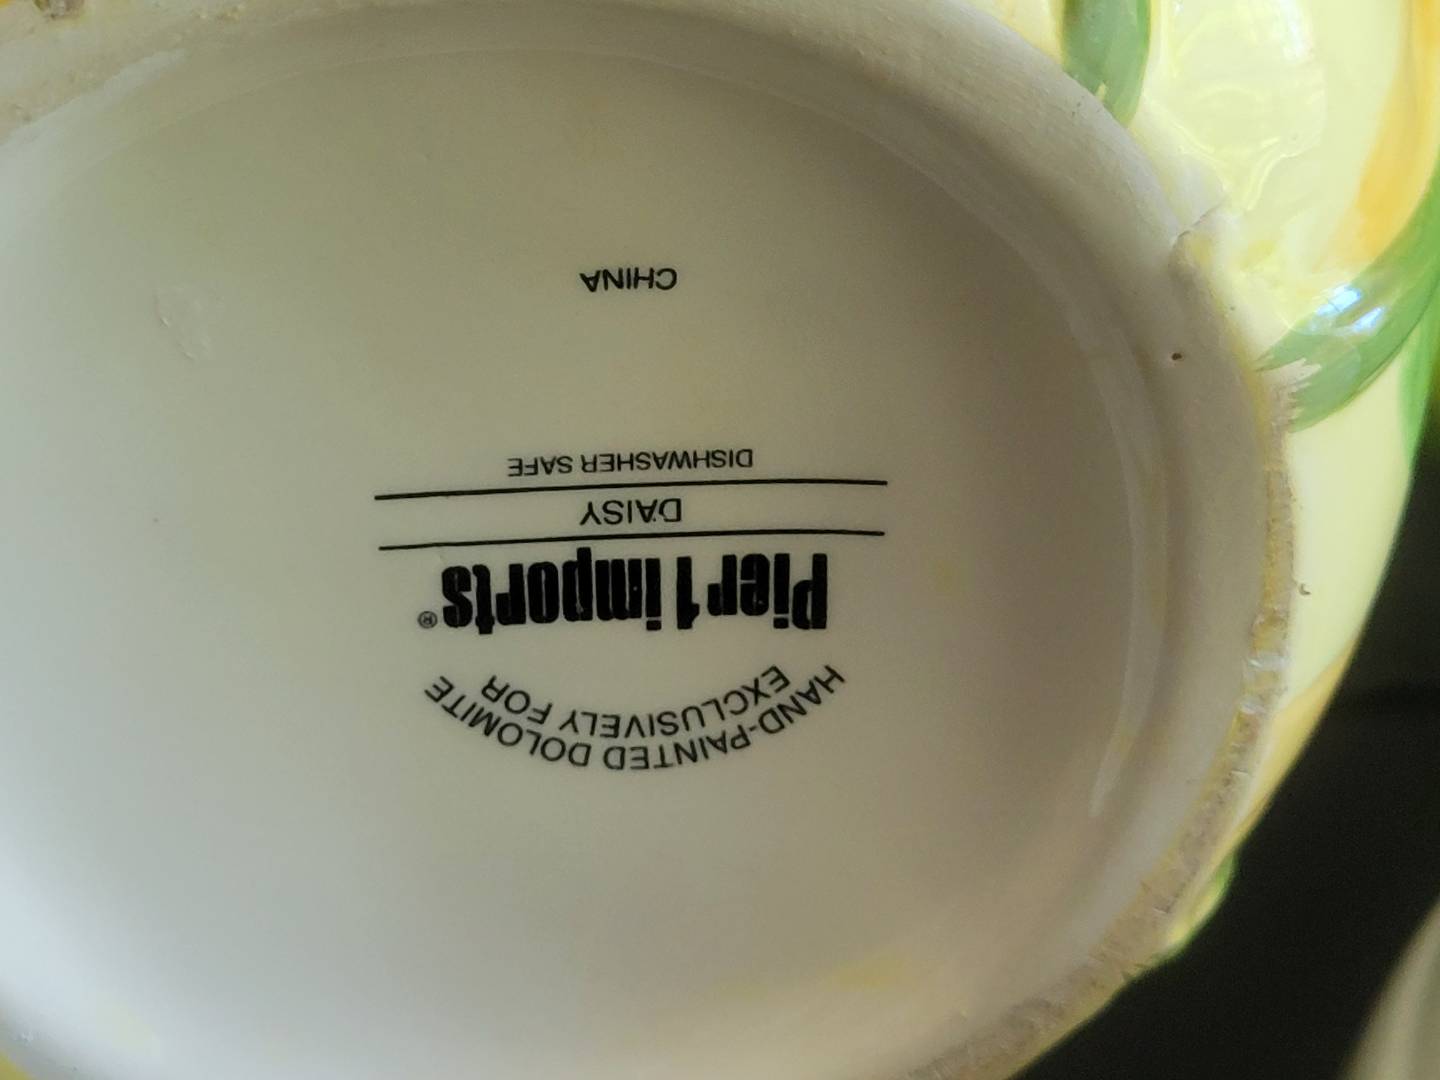 HAND-PAINTED DOLOMITE
EXCLUSIVELY FOR
Pier 1 imports®
DAISY
DISHWASHER SAFE
CHINA